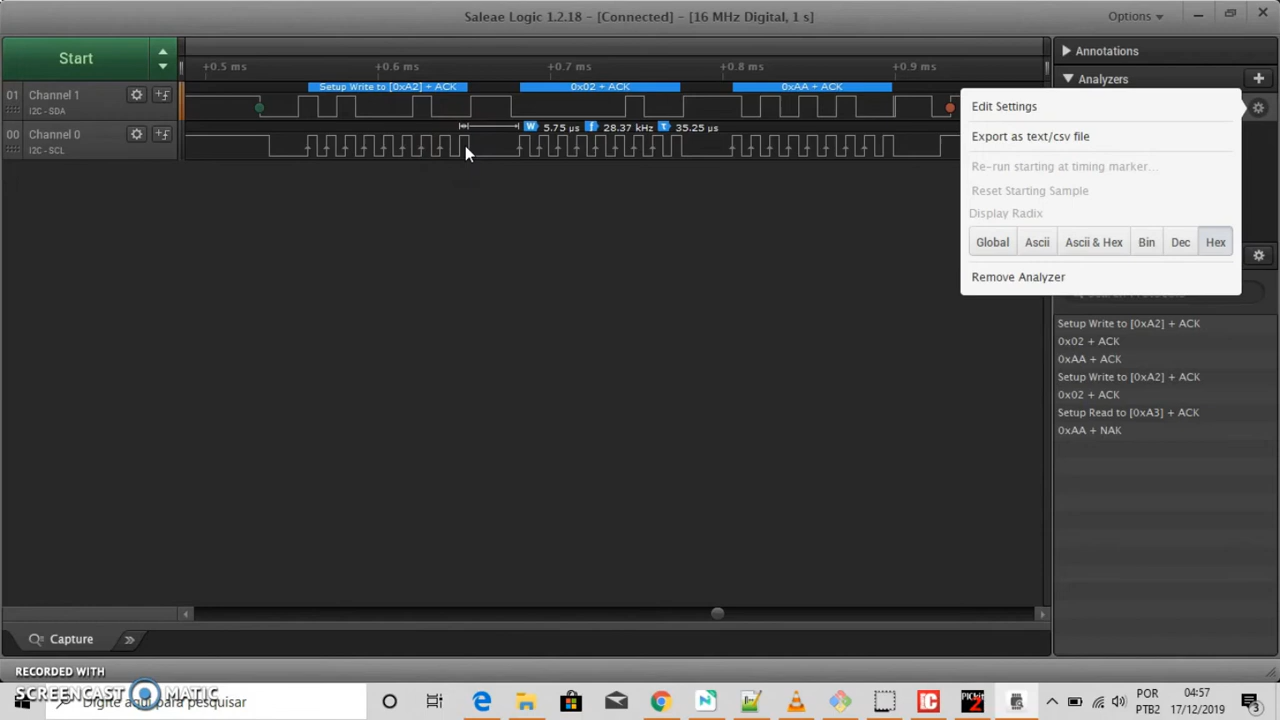 Saleae Logic 1.2.18 - [Connected] - [16 MHz Digital, 1 s]
Options
Start
+0.5 ms +0.6 ms +0.7 ms +0.8 ms +0.9 ms
Annotations
Analyzers
01 Channel 1
I2C - SDA
Setup Write to [0xA2] + ACK 0x02 + ACK 0xAA + ACK
W 5.75 µs f 28.37 kHz T 35.25 µs
00 Channel 0
I2C - SCL
Edit Settings
Export as text/csv file
Re-run starting at timing marker...
Reset Starting Sample
Display Radix
Global Ascii Ascii & Hex Bin Dec Hex
Remove Analyzer
Setup Write to [0xA2] + ACK
0x02 + ACK
0xAA + ACK
Setup Write to [0xA2] + ACK
0x02 + ACK
Setup Read to [0xA3] + ACK
0xAA + NAK
Capture
RECORDED WITH
SCREENCAST MATIC
Digite aqui para pesquisar
POR
PTB2
04:57
17/12/2019
3